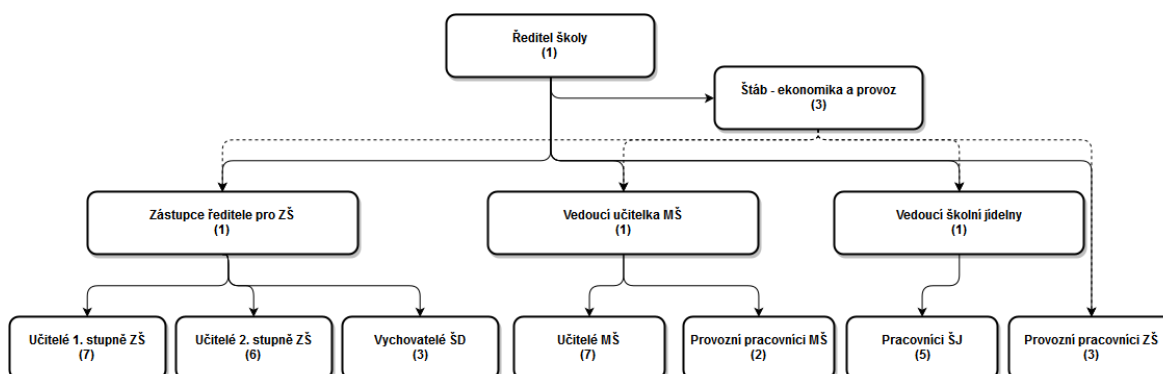 Ředitel školy
(1)
Štáb - ekonomika a provoz
(3)
Zástupce ředitele pro ZŠ
(1)
Vedoucí učitelka MŠ
(1)
Vedoucí školní jídelny
(1)
Učitelé 1. stupně ZŠ
(7)
Učitelé 2. stupně ZŠ
(6)
Vychovatelé ŠD
(3)
Učitelé MŠ
(7)
Provozní pracovníci MŠ
(2)
Pracovníci ŠJ
(5)
Provozní pracovníci ZŠ
(3)